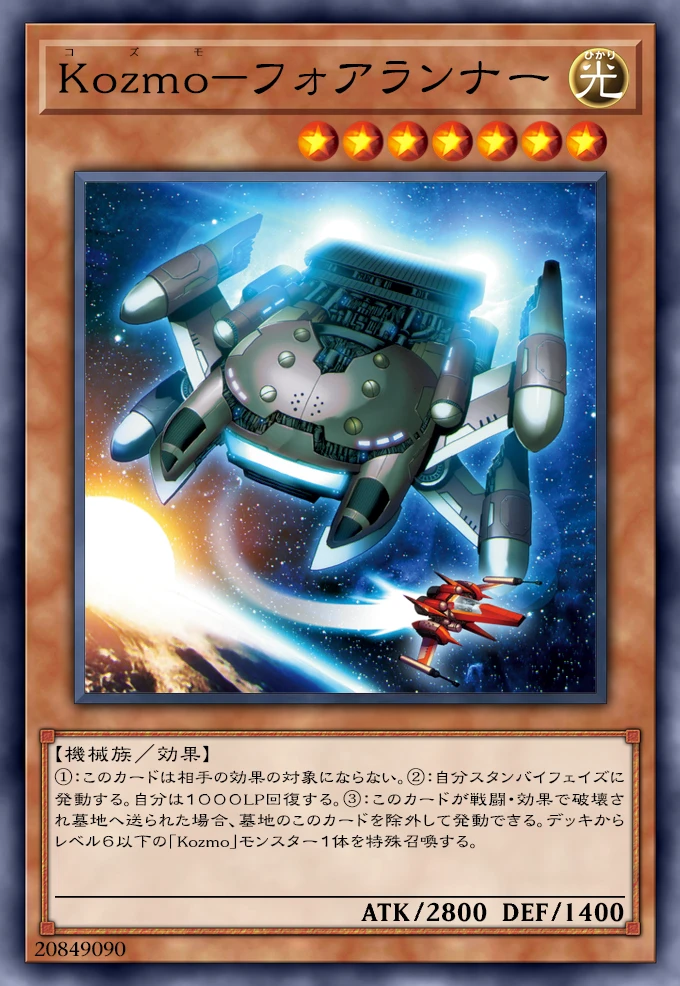 コズモ
Kozmo－フォアランナー
ひかり
光
【機械族／効果】
①：このカードは相手の効果の対象にならない。②：自分スタンバイフェイズに
発動する。自分は１０００LP回復する。③：このカードが戦闘・効果で破壊さ
れ墓地へ送られた場合、墓地のこのカードを除外して発動できる。デッキから
レベル６以下の「Kozmo」モンスター１体を特殊召喚する。
ATK/2800 DEF/1400
20849090